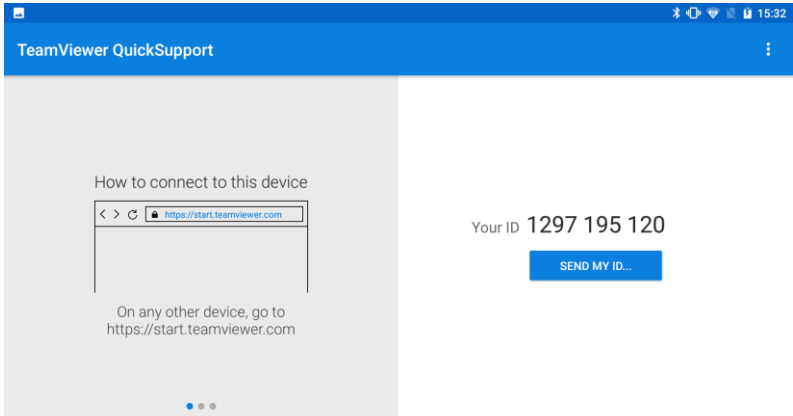 15:32
TeamViewer QuickSupport
How to connect to this device
https://start.teamviewer.com
On any other device, go to
https://start.teamviewer.com
Your ID 1297 195 120
SEND MY ID...